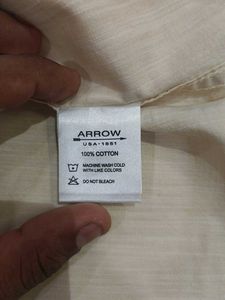 ARROW
USA-1851
100% COTTON
MACHINE WASH COLD
WITH LIKE COLORS
DO NOT BLEACH